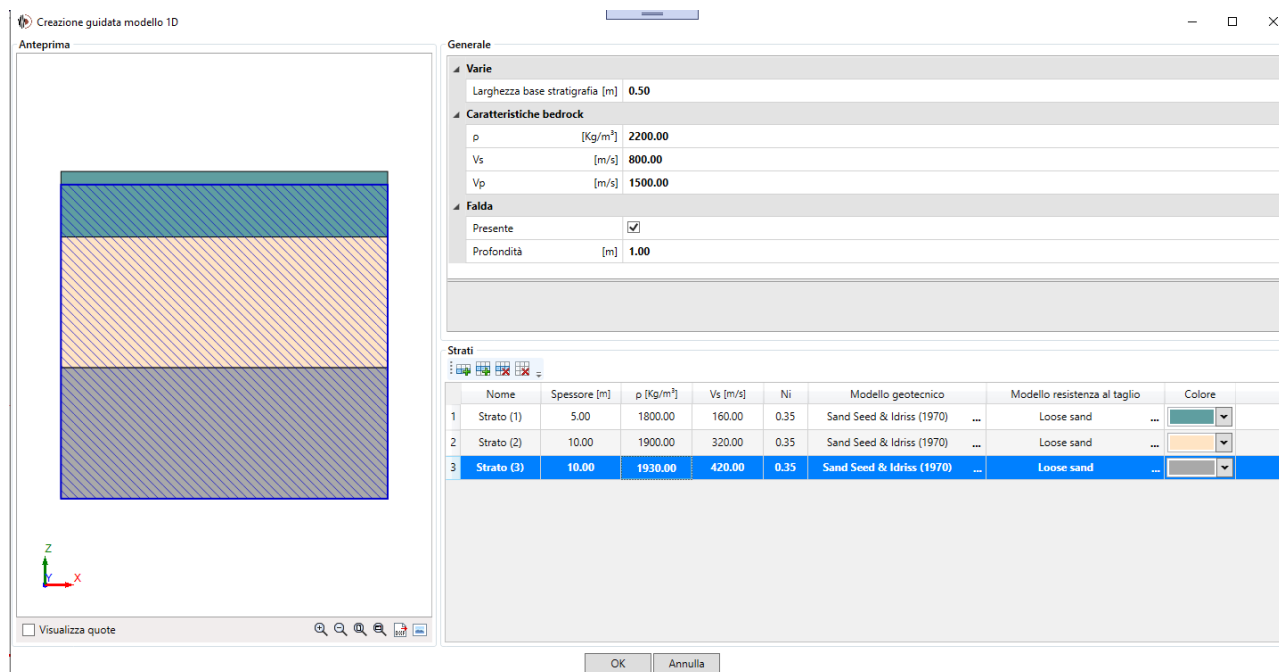 Creazione guidata modello 1D
Anteprima
Z
Y
X
Visualizza quote
Generale
Varie
Larghezza base stratigrafia [m] 0.50
Caratteristiche bedrock
ρ [Kg/m³] 2200.00
Vs [m/s] 800.00
Vp [m/s] 1500.00
Falda
Presente
Profondità [m] 1.00
Strati
Nome Spessore [m] ρ [Kg/m³] Vs [m/s] Ni Modello geotecnico Modello resistenza al taglio Colore
1 Strato (1) 5.00 1800.00 160.00 0.35 Sand Seed & Idriss (1970) ... Loose sand ...
2 Strato (2) 10.00 1900.00 320.00 0.35 Sand Seed & Idriss (1970) ... Loose sand ...
3 Strato (3) 10.00 1930.00 420.00 0.35 Sand Seed & Idriss (1970) ... Loose sand ...
OK Annulla